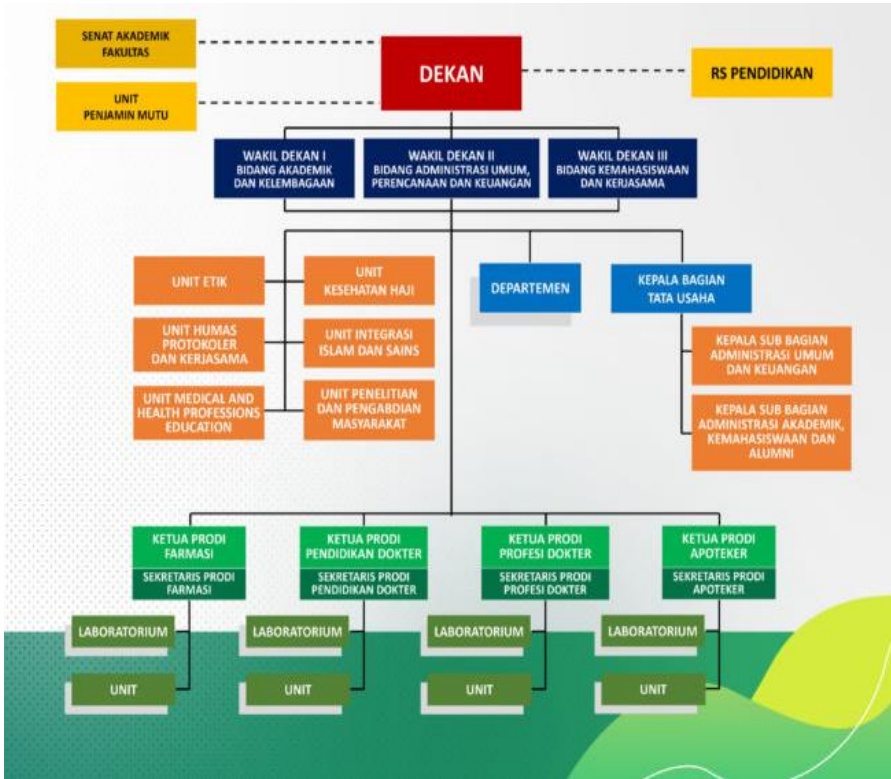 SENAT AKADEMIK
FAKULTAS
DEKAN
RS PENDIDIKAN
UNIT
PENJAMIN MUTU
WAKIL DEKAN I
BIDANG AKADEMIK
DAN KELEMBAGAAN
WAKIL DEKAN II
BIDANG ADMINISTRASI UMUM,
PERENCANAAN DAN KEUANGAN
WAKIL DEKAN III
BIDANG KEMAHASISWAAN
DAN KERJASAMA
UNIT ETIK
UNIT
KESEHATAN HAJI
DEPARTEMEN
KEPALA BAGIAN
TATA USAHA
UNIT HUMAS
PROTOKOLER
DAN KERJASAMA
UNIT INTEGRASI
ISLAM DAN SAINS
KEPALA SUB BAGIAN
ADMINISTRASI UMUM
DAN KEUANGAN
UNIT MEDICAL AND
HEALTH PROFESSIONS
EDUCATION
UNIT PENELITIAN
DAN PENGABDIAN
MASYARAKAT
KEPALA SUB BAGIAN
ADMINISTRASI AKADEMIK,
KEMAHASISWAAN DAN
ALUMNI
KETUA PRODI
FARMASI
SEKRETARIS PRODI
FARMASI
KETUA PRODI
PENDIDIKAN DOKTER
SEKRETARIS PRODI
PENDIDIKAN DOKTER
KETUA PRODI
PROFESI DOKTER
SEKRETARIS PRODI
PROFESI DOKTER
KETUA PRODI
APOTEKER
SEKRETARIS PRODI
APOTEKER
LABORATORIUM
LABORATORIUM
LABORATORIUM
LABORATORIUM
UNIT
UNIT
UNIT
UNIT